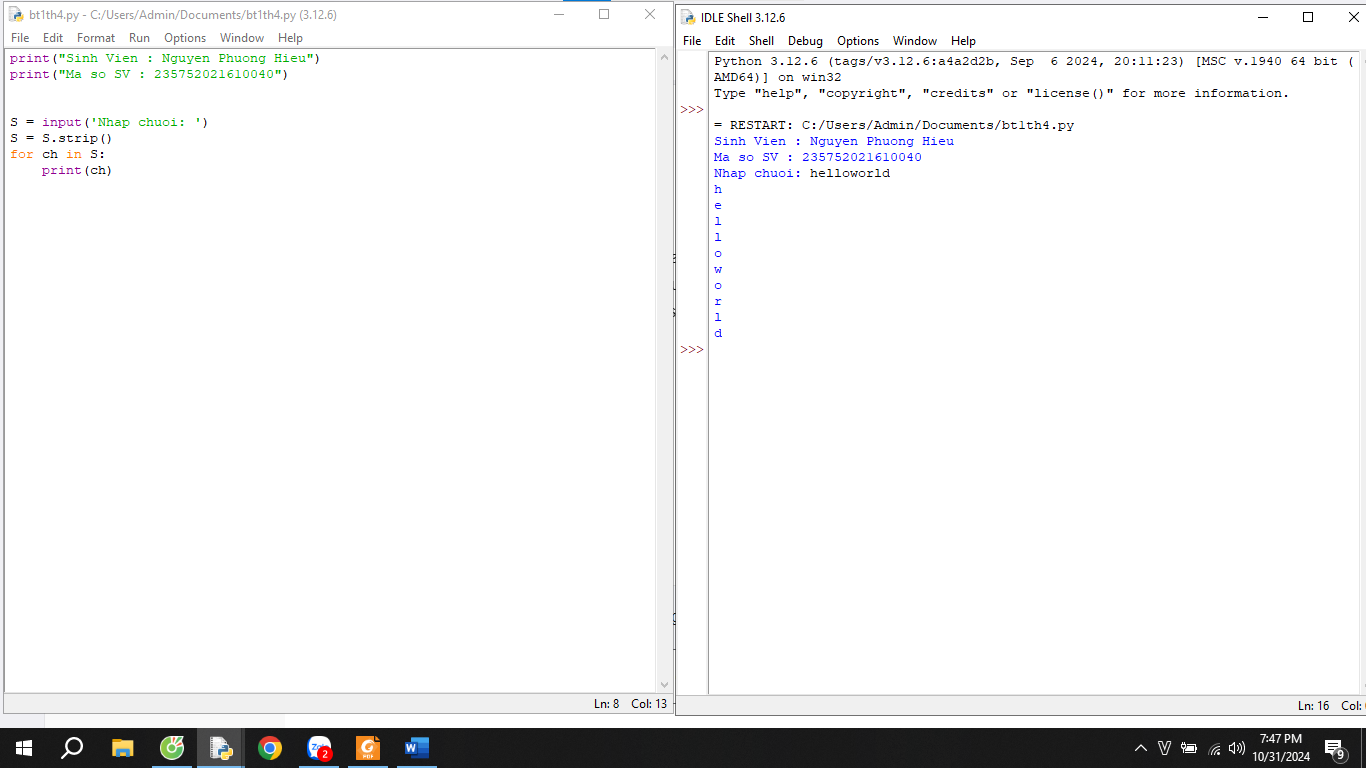 bt1th4.py - C:/Users/Admin/Documents/bt1th4.py (3.12.6)
File Edit Format Run Options Window Help
print("Sinh Vien : Nguyen Phuong Hieu")
print("Ma so SV : 235752021610040")
S = input('Nhap chuoi: ')
S = S.strip()
for ch in S:
    print(ch)
Ln: 8 Col: 13
IDLE Shell 3.12.6
File Edit Shell Debug Options Window Help
Python 3.12.6 (tags/v3.12.6:a4a2d2b, Sep  6 2024, 20:11:23) [MSC v.1940 64 bit (
AMD64)] on win32
Type "help", "copyright", "credits" or "license()" for more information.
>>>
= RESTART: C:/Users/Admin/Documents/bt1th4.py
Sinh Vien : Nguyen Phuong Hieu
Ma so SV : 235752021610040
Nhap chuoi: helloworld
h
e
l
l
o
w
o
r
l
d
>>>
Ln: 16 Col:
2
7:47 PM
10/31/2024
9